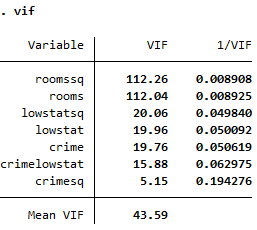 . vif
Variable | VIF 1/VIF
roomssq | 112.26 0.008908
rooms | 112.04 0.008925
lowstatsq | 20.06 0.049840
lowstat | 19.96 0.050092
crime | 19.76 0.050619
crimelowstat | 15.88 0.062975
crimesq | 5.15 0.194276
Mean VIF | 43.59